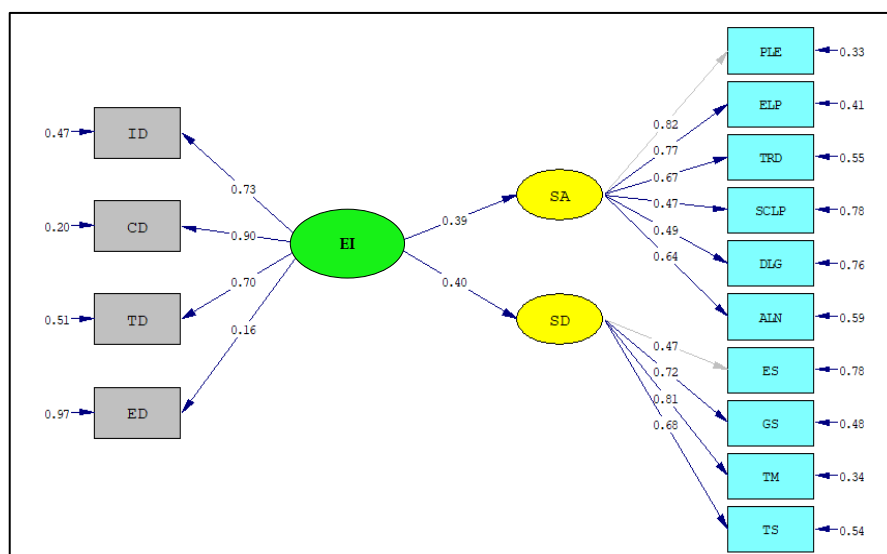 0.47 ID
0.73
0.20 CD
0.90
0.51 TD
0.70
0.97 ED
0.16
EI
0.39
SA
0.40
SD
0.82
PLE 0.33
0.77
ELP 0.41
0.67
TRD 0.55
0.47
SCLP 0.78
0.49
DLG 0.76
0.64
ALN 0.59
0.47
ES 0.78
0.72
GS 0.48
0.81
TM 0.34
0.68
TS 0.54